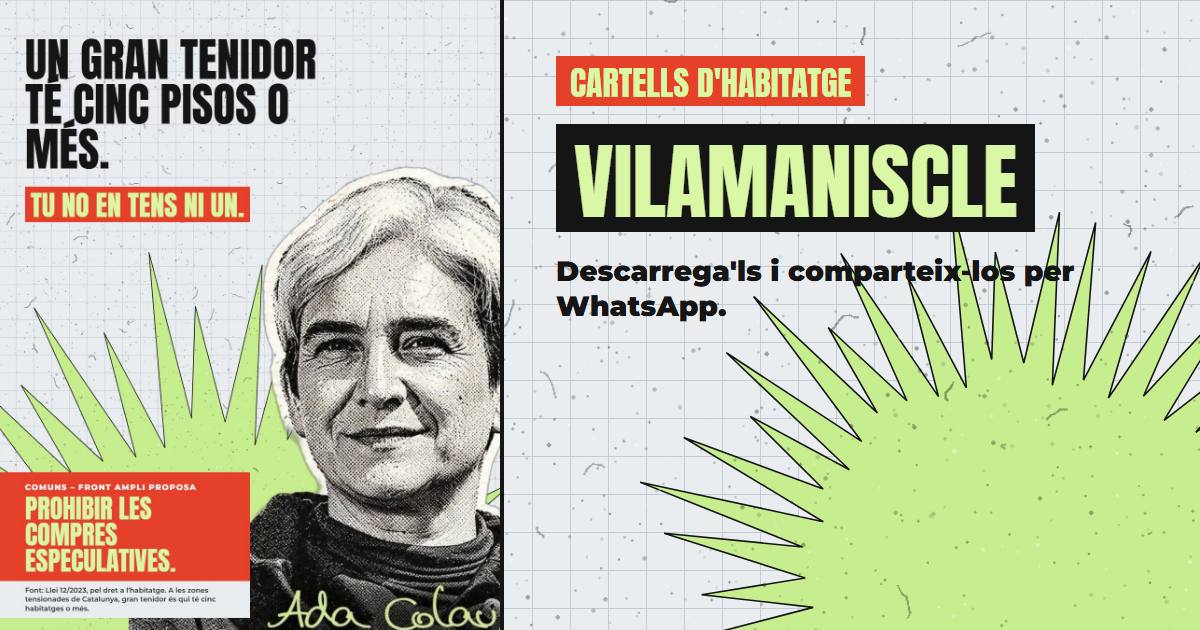 UN GRAN TENIDOR
TÉ CINC PISOS O
MÉS.
TU NO EN TENS NI UN.
COMUNS – FRONT AMPLI PROPOSA
PROHIBIR LES
COMPRES
ESPECULATIVES.
Font: Llei 12/2023, pel dret a l'habitatge. A les zones
tensionades de Catalunya, gran tenidor és qui té cinc
habitatges o més.
Ada Colau
CARTELLS D'HABITATGE
VILAMANISCLE
Descarrega'ls i comparteix-los per
WhatsApp.